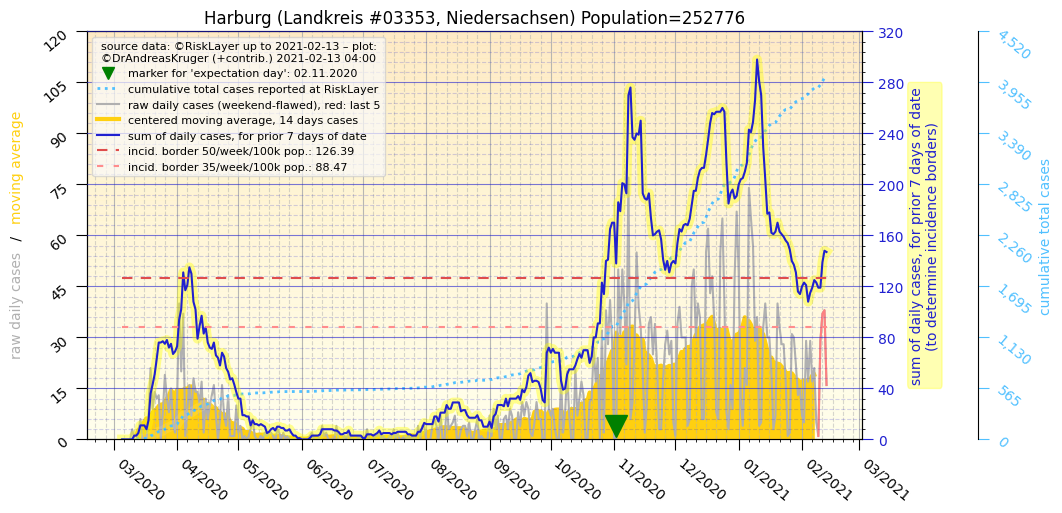 Harburg (Landkreis #03353, Niedersachsen) Population=252776
source data: ©RiskLayer up to 2021-02-13 – plot:
©DrAndreasKruger (+contrib.) 2021-02-13 04:00
marker for 'expectation day': 02.11.2020
cumulative total cases reported at RiskLayer
raw daily cases (weekend-flawed), red: last 5
centered moving average, 14 days cases
sum of daily cases, for prior 7 days of date
incid. border 50/week/100k pop.: 126.39
incid. border 35/week/100k pop.: 88.47
raw daily cases / moving average
120
105
90
75
60
45
30
15
0
320
280
240
200
160
120
80
40
0
sum of daily cases, for prior 7 days of date
(to determine incidence borders)
4,520
3,955
3,390
2,825
2,260
1,695
1,130
565
0
cumulative total cases
03/2020
04/2020
05/2020
06/2020
07/2020
08/2020
09/2020
10/2020
11/2020
12/2020
01/2021
02/2021
03/2021